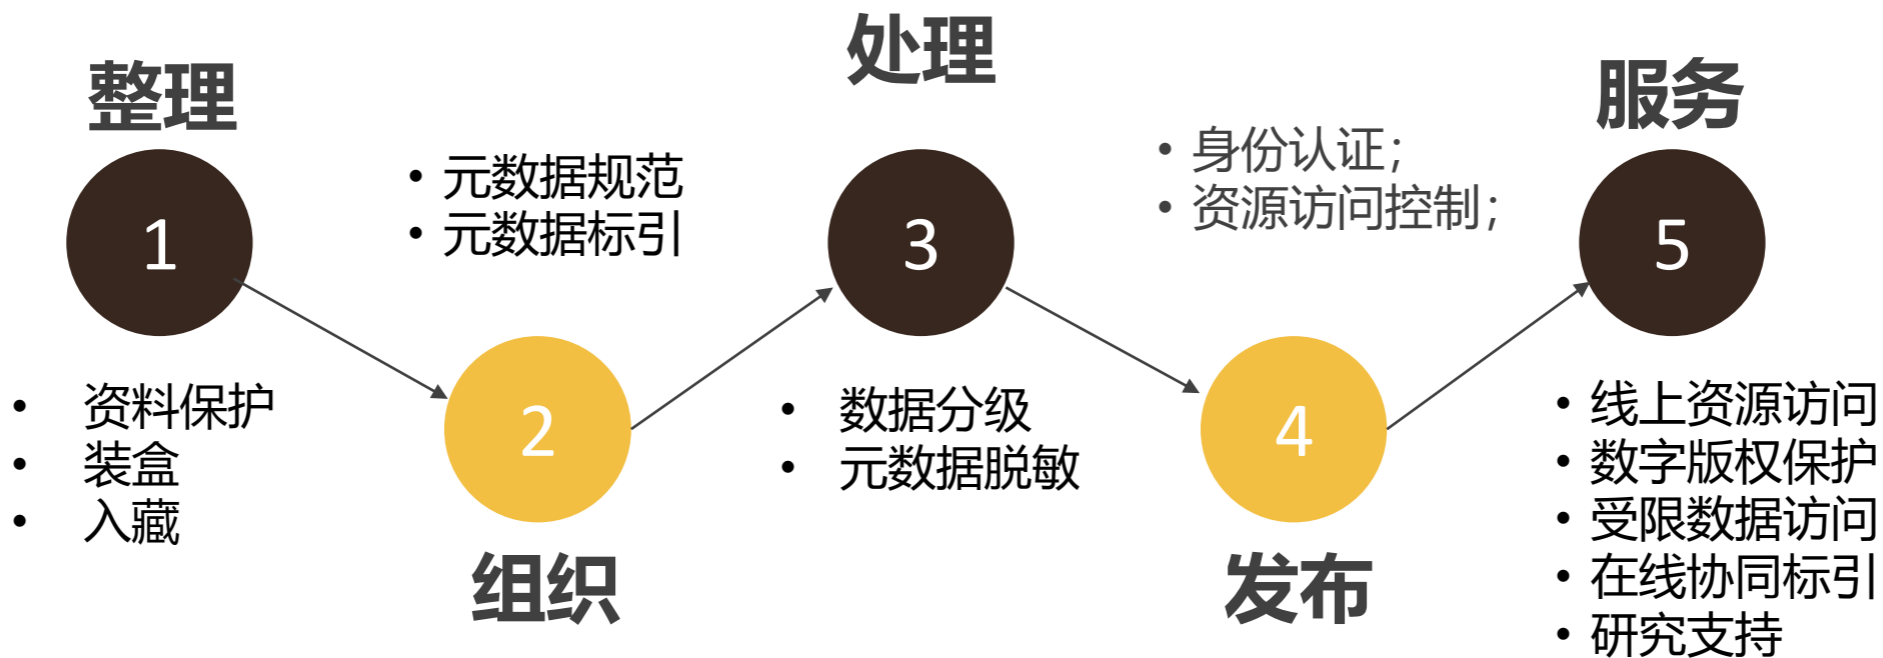 整理
1
• 资料保护
• 装盒
• 入藏
• 元数据规范
• 元数据标引
2
组织
处理
3
• 数据分级
• 元数据脱敏
• 身份认证；
• 资源访问控制；
4
发布
服务
5
• 线上资源访问
• 数字版权保护
• 受限数据访问
• 在线协同标引
• 研究支持